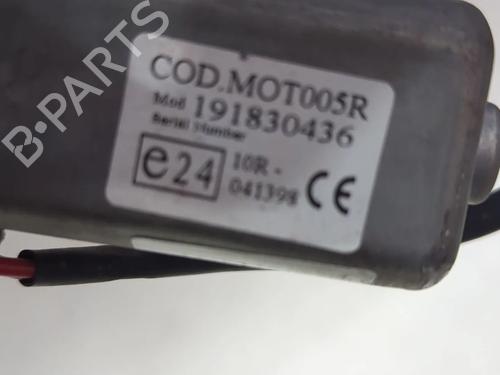 B-PARTS
COD.MOT005R
Mod 191830436
Serial Number
e24
10R -
041398
CE